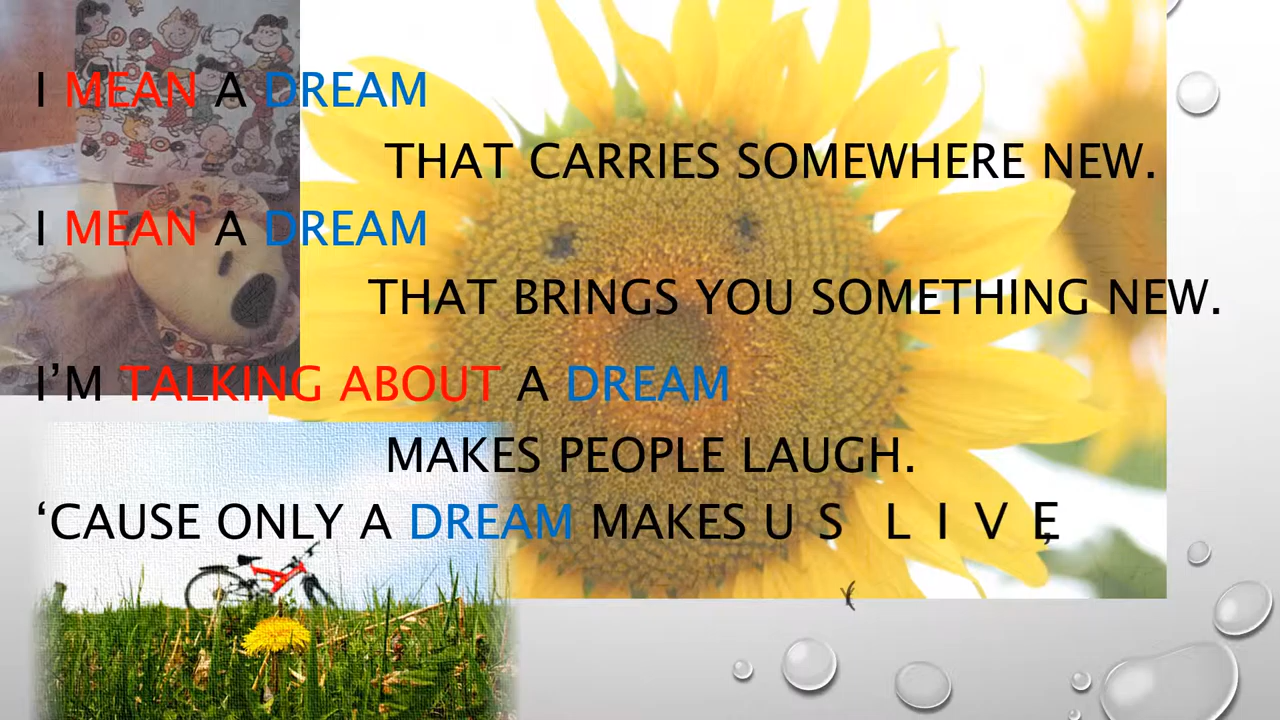 I MEAN A DREAM
THAT CARRIES SOMEWHERE NEW.
I MEAN A DREAM
THAT BRINGS YOU SOMETHING NEW.
I’M TALKING ABOUT A DREAM
MAKES PEOPLE LAUGH.
‘CAUSE ONLY A DREAM MAKES U S L I V E